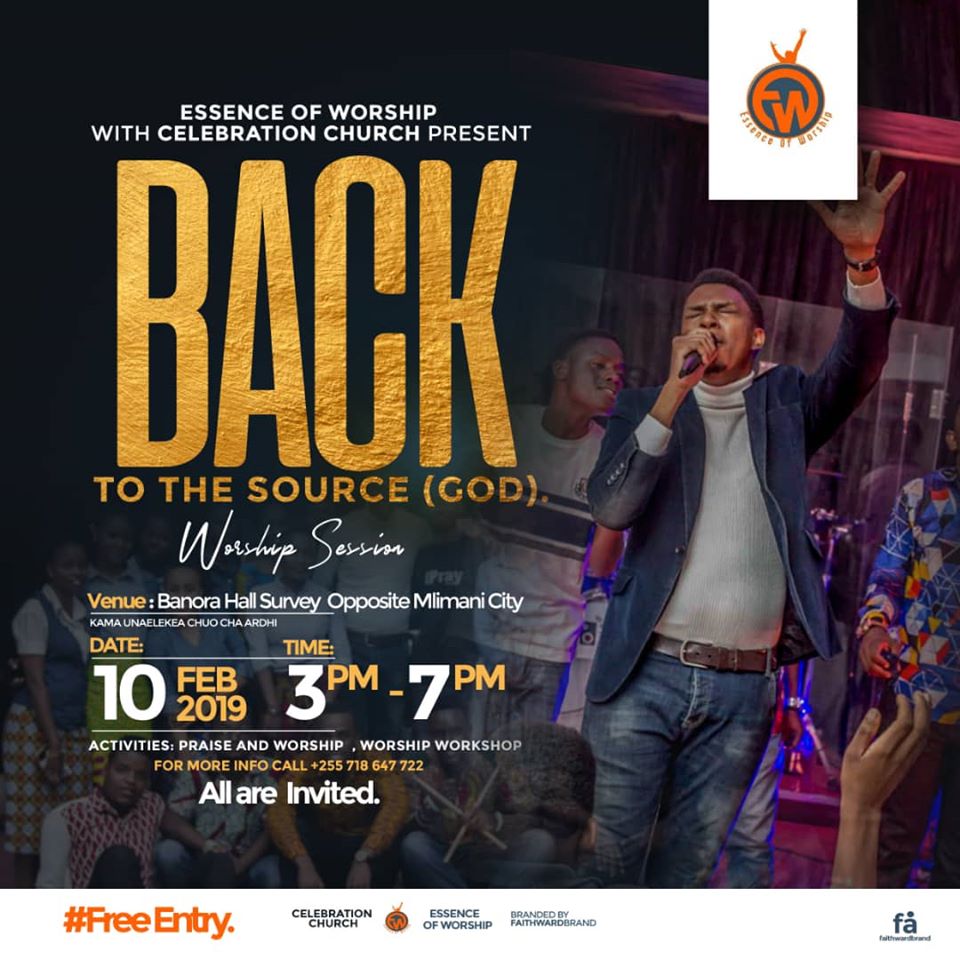 ESSENCE OF WORSHIP
WITH CELEBRATION CHURCH PRESENT
BACK
TO THE SOURCE (GOD).
Worship Session
Venue : Banora Hall Survey Opposite Mlimani City
KAMA UNAELEKEA CHUO CHA ARDHI
DATE:
10 FEB 2019
TIME:
3PM - 7PM
ACTIVITIES: PRAISE AND WORSHIP , WORSHIP WORKSHOP
FOR MORE INFO CALL +255 718 647 722
All are Invited.
EW
Essence Of Worship
iPray
#FreeEntry.
CELEBRATION
CHURCH
ESSENCE
OF WORSHIP
BRANDED BY
FAITHWARDBRAND
fa
faithwardbrand